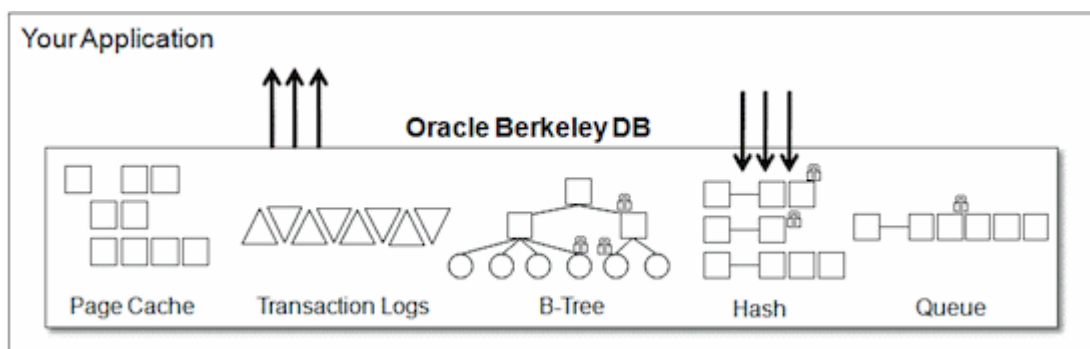 Your Application
Oracle Berkeley DB
Page Cache
Transaction Logs
B-Tree
Hash
Queue